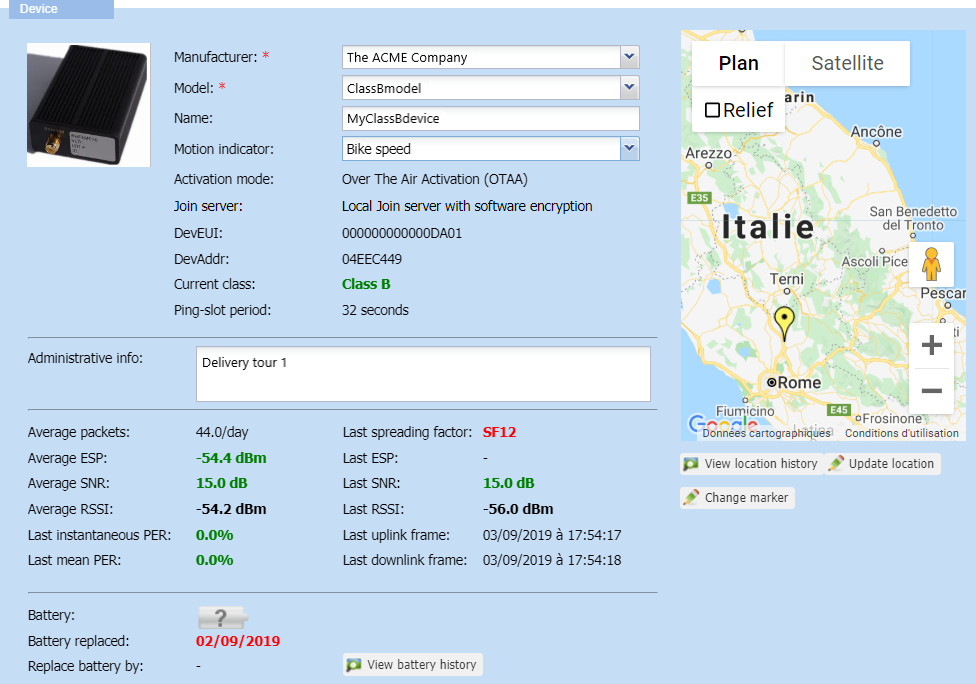 Device
Manufacturer: * The ACME Company
Model: * ClassBmodel
Name: MyClassBdevice
Motion indicator: Bike speed
Activation mode: Over The Air Activation (OTAA)
Join server: Local Join server with software encryption
DevEUI: 000000000000DA01
DevAddr: 04EEC449
Current class: Class B
Ping-slot period: 32 seconds
Administrative info: Delivery tour 1
Average packets: 44.0/day Last spreading factor: SF12
Average ESP: -54.4 dBm Last ESP: -
Average SNR: 15.0 dB Last SNR: 15.0 dB
Average RSSI: -54.2 dBm Last RSSI: -56.0 dBm
Last instantaneous PER: 0.0% Last uplink frame: 03/09/2019 à 17:54:17
Last mean PER: 0.0% Last downlink frame: 03/09/2019 à 17:54:18
Battery: ?
Battery replaced: 02/09/2019
Replace battery by: - View battery history
Plan Satellite
Relief
arin
Ancône
Arezzo
E35
Italie
San Benedetto
del Tronto
Ascoli Pice
Terni
Pescar
ti
Rome
Fiumicino
E45
Frosinone
Latina
Google
Données cartographiques Conditions d'utilisation
View location history Update location
Change marker